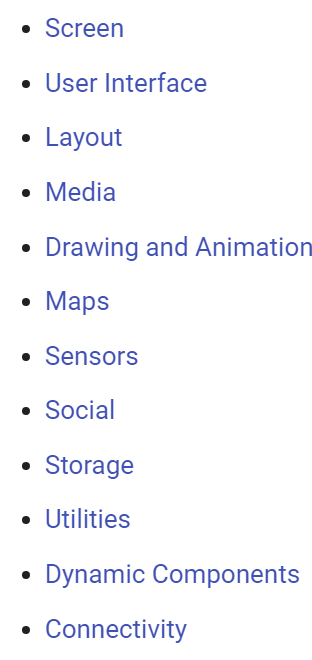 Screen
User Interface
Layout
Media
Drawing and Animation
Maps
Sensors
Social
Storage
Utilities
Dynamic Components
Connectivity